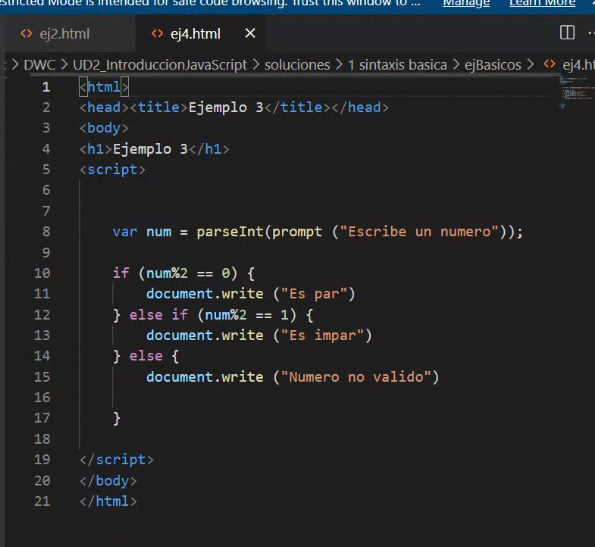 Restricted Mode is intended for safe code browsing. Trust this window to ... Manage Learn More
ej2.html ej4.html
> DWC > UD2_IntroduccionJavaScript > soluciones > 1 sintaxis basica > ejBasicos > ej4.ht
1 <html>
2 <head><title>Ejemplo 3</title></head>
3 <body>
4 <h1>Ejemplo 3</h1>
5 <script>
6
7
8 var num = parseInt(prompt ("Escribe un numero"));
9
10 if (num%2 == 0) {
11 document.write ("Es par")
12 } else if (num%2 == 1) {
13 document.write ("Es impar")
14 } else {
15 document.write ("Numero no valido")
16
17 }
18
19 </script>
20 </body>
21 </html>